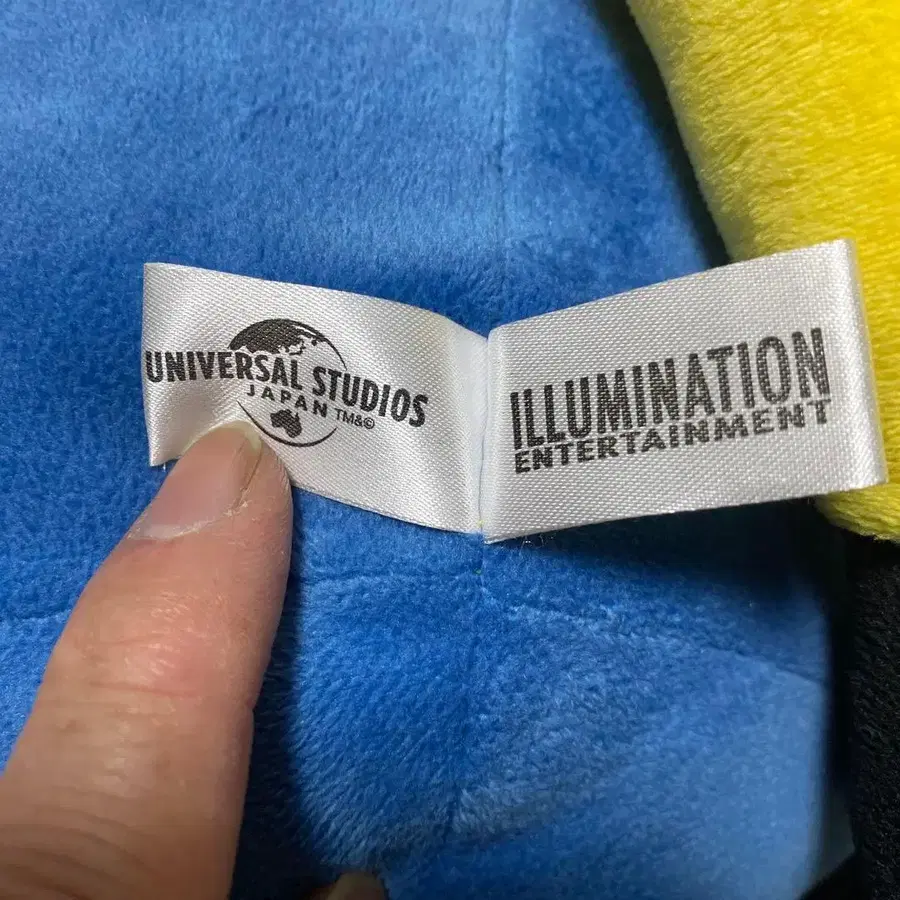 UNIVERSAL STUDIOS
JAPAN TM&©
ILLUMINATION
ENTERTAINMENT